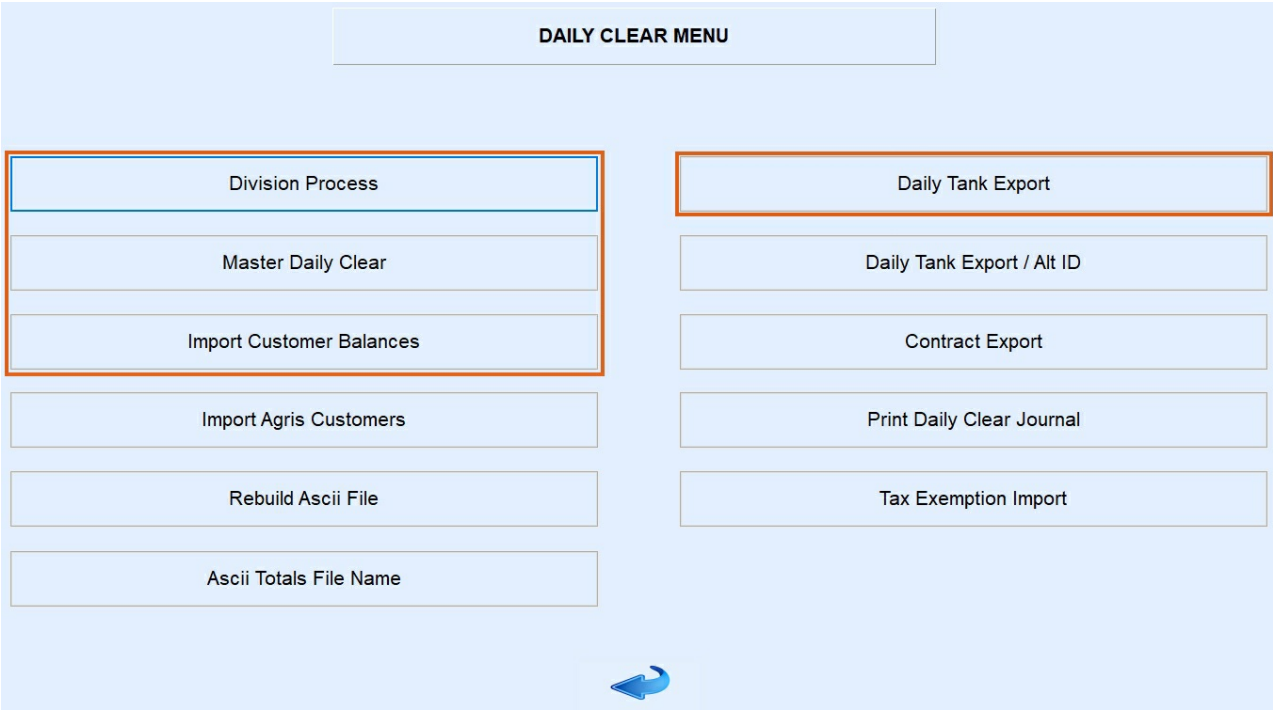 DAILY CLEAR MENU
Division Process
Master Daily Clear
Import Customer Balances
Import Agris Customers
Rebuild Ascii File
Ascii Totals File Name
Daily Tank Export
Daily Tank Export / Alt ID
Contract Export
Print Daily Clear Journal
Tax Exemption Import